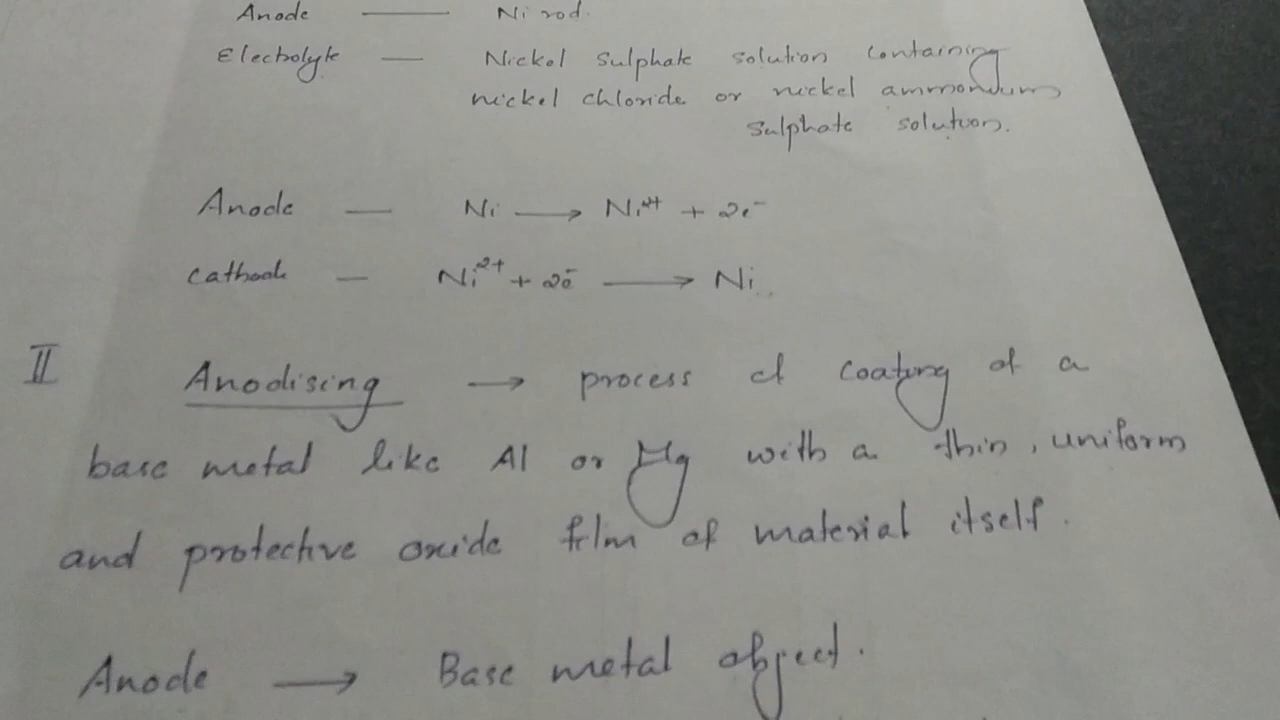 Anode — Ni rod.
Electrolyte — Nickel sulphate solution containing
nickel chloride or nickel ammonium
sulphate solution.
Anode — Ni → Ni²⁺ + 2e⁻
Cathode — Ni²⁺ + 2e⁻ → Ni
II Anodising → process of coating of a
base metal like Al or Mg with a thin, uniform
and protective oxide film of material itself.
Anode → Base metal object.